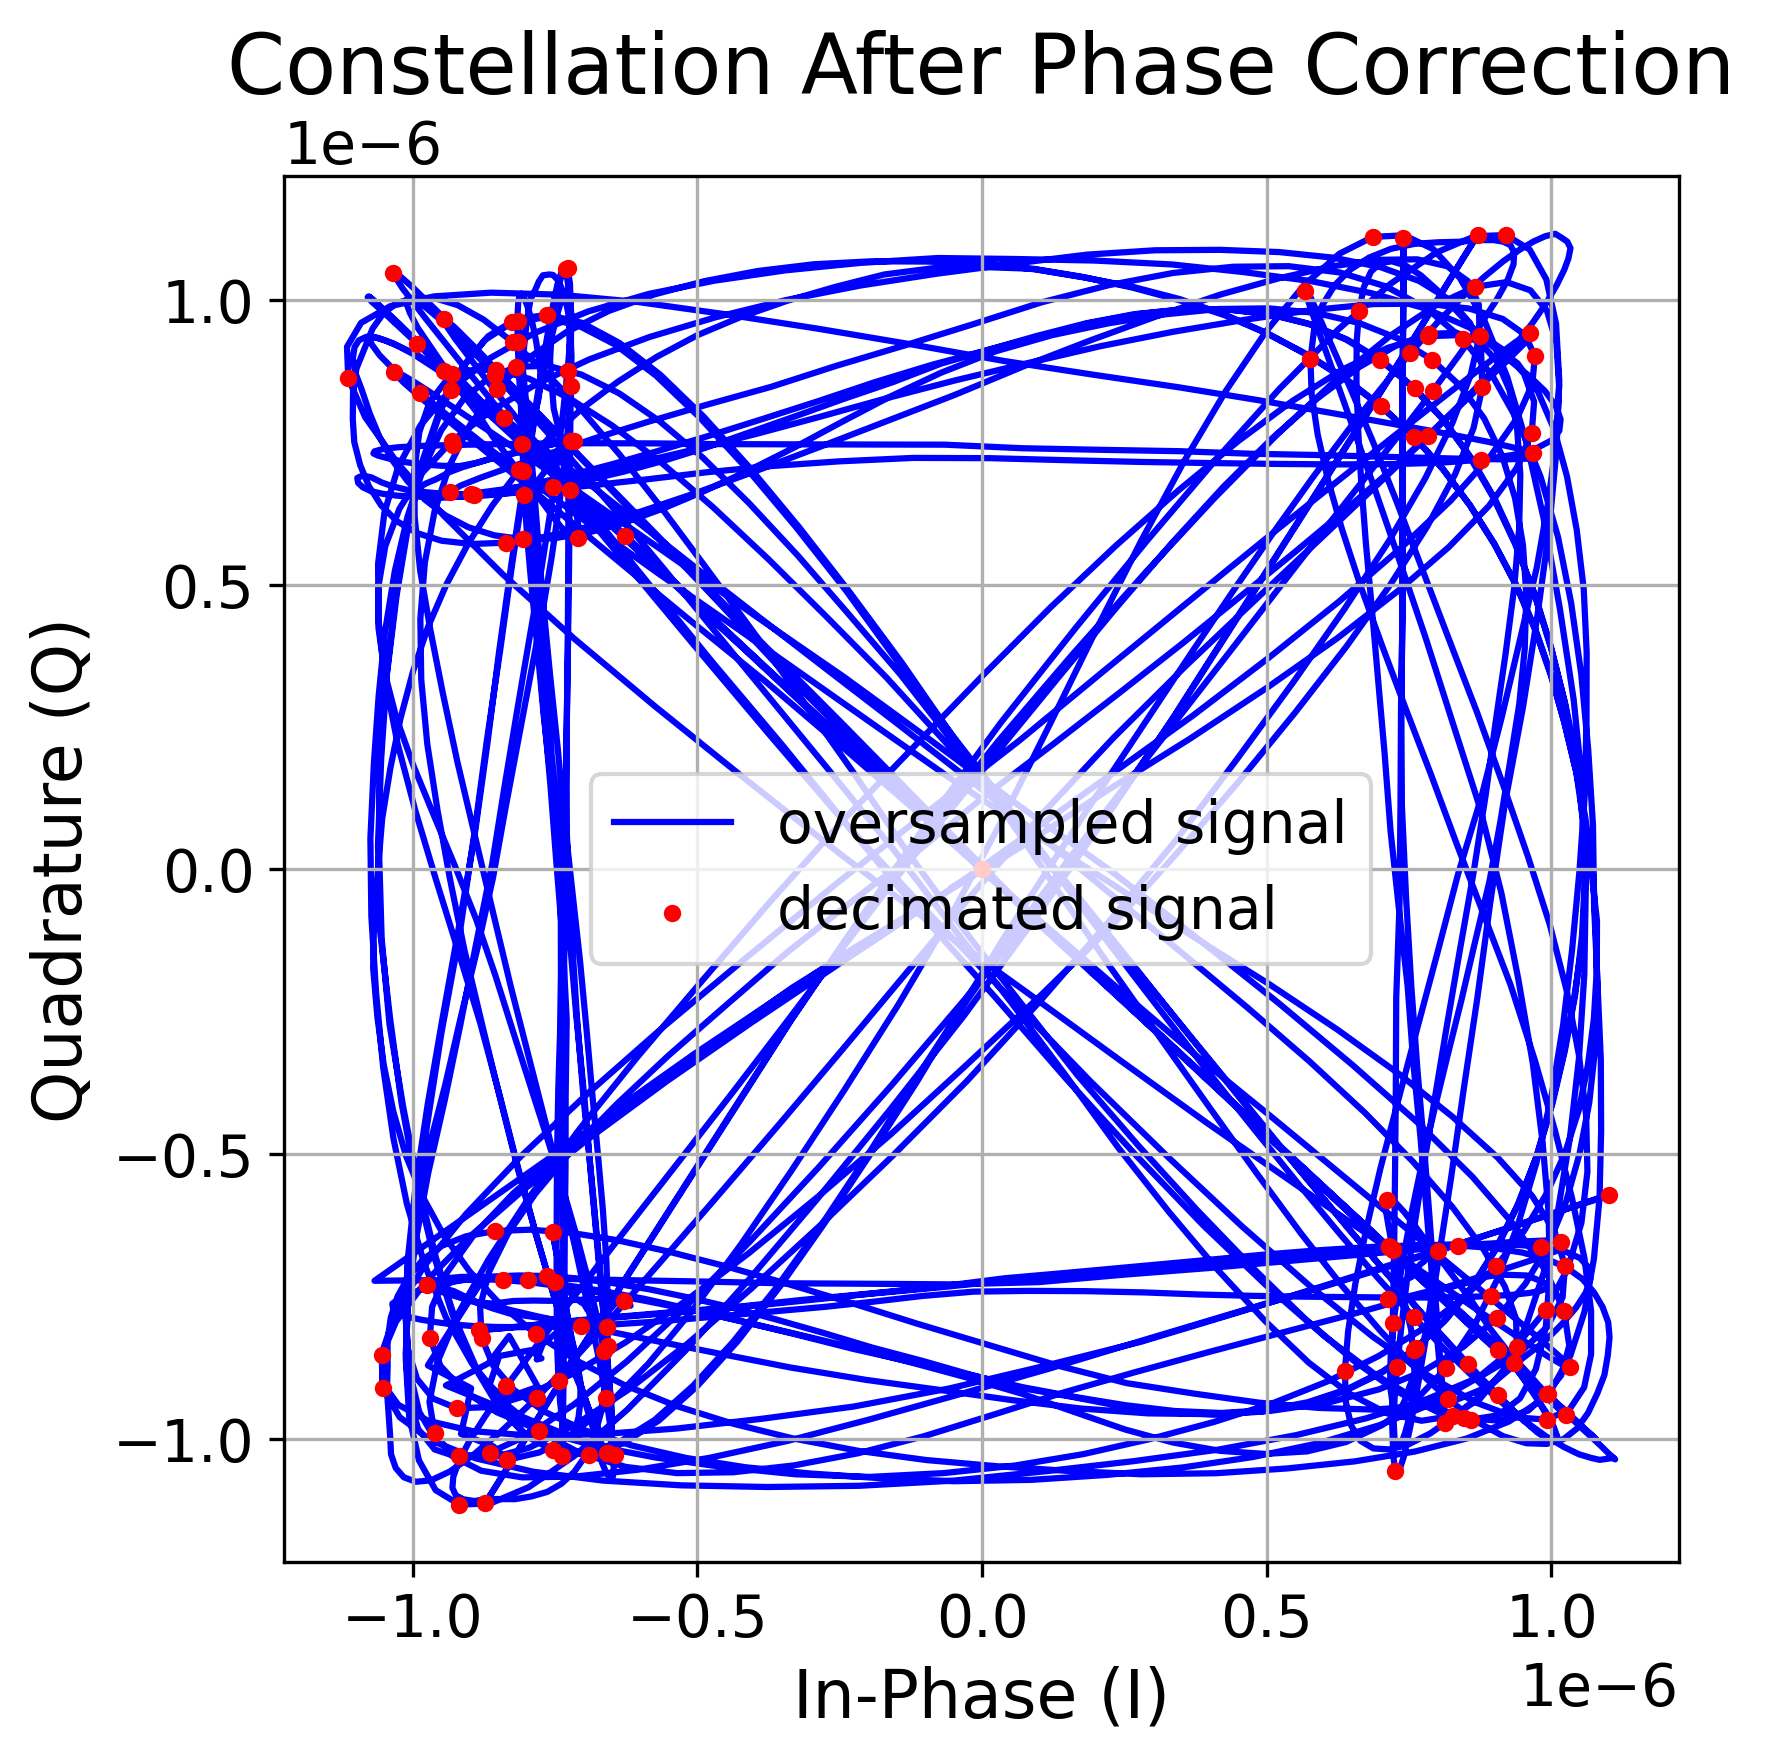 Constellation After Phase Correction
1e−6
1.0
0.5
0.0
−0.5
−1.0
Quadrature (Q)
oversampled signal
decimated signal
−1.0 −0.5 0.0 0.5 1.0
1e−6
In-Phase (I)